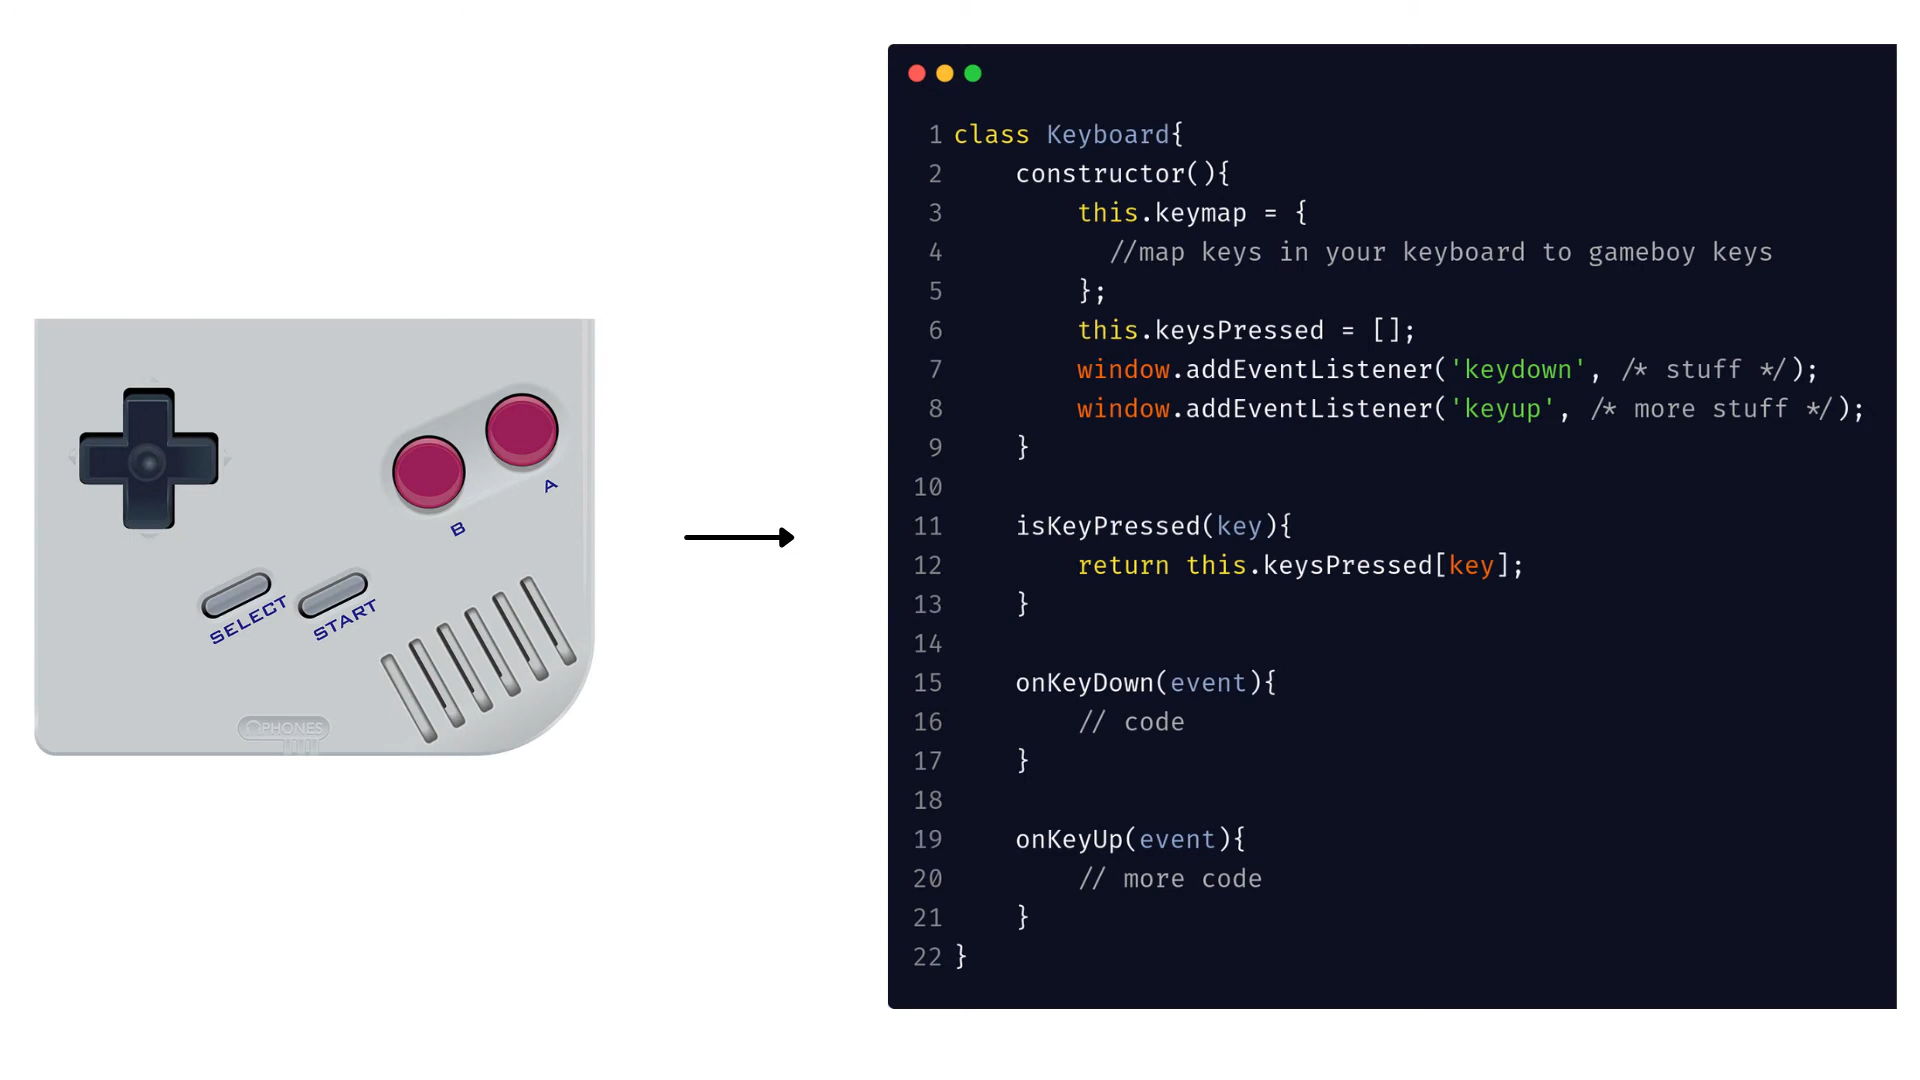 A
B
SELECT
START
PHONES
1 class Keyboard{
2 constructor(){
3 this.keymap = {
4 //map keys in your keyboard to gameboy keys
5 };
6 this.keysPressed = [];
7 window.addEventListener('keydown', /* stuff */);
8 window.addEventListener('keyup', /* more stuff */);
9 }
10
11 isKeyPressed(key){
12 return this.keysPressed[key];
13 }
14
15 onKeyDown(event){
16 // code
17 }
18
19 onKeyUp(event){
20 // more code
21 }
22 }